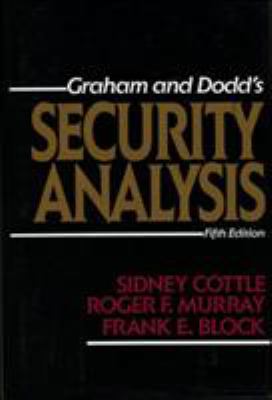 Graham and Dodd's
SECURITY
ANALYSIS
Fifth Edition
SIDNEY COTTLE
ROGER F. MURRAY
FRANK E. BLOCK